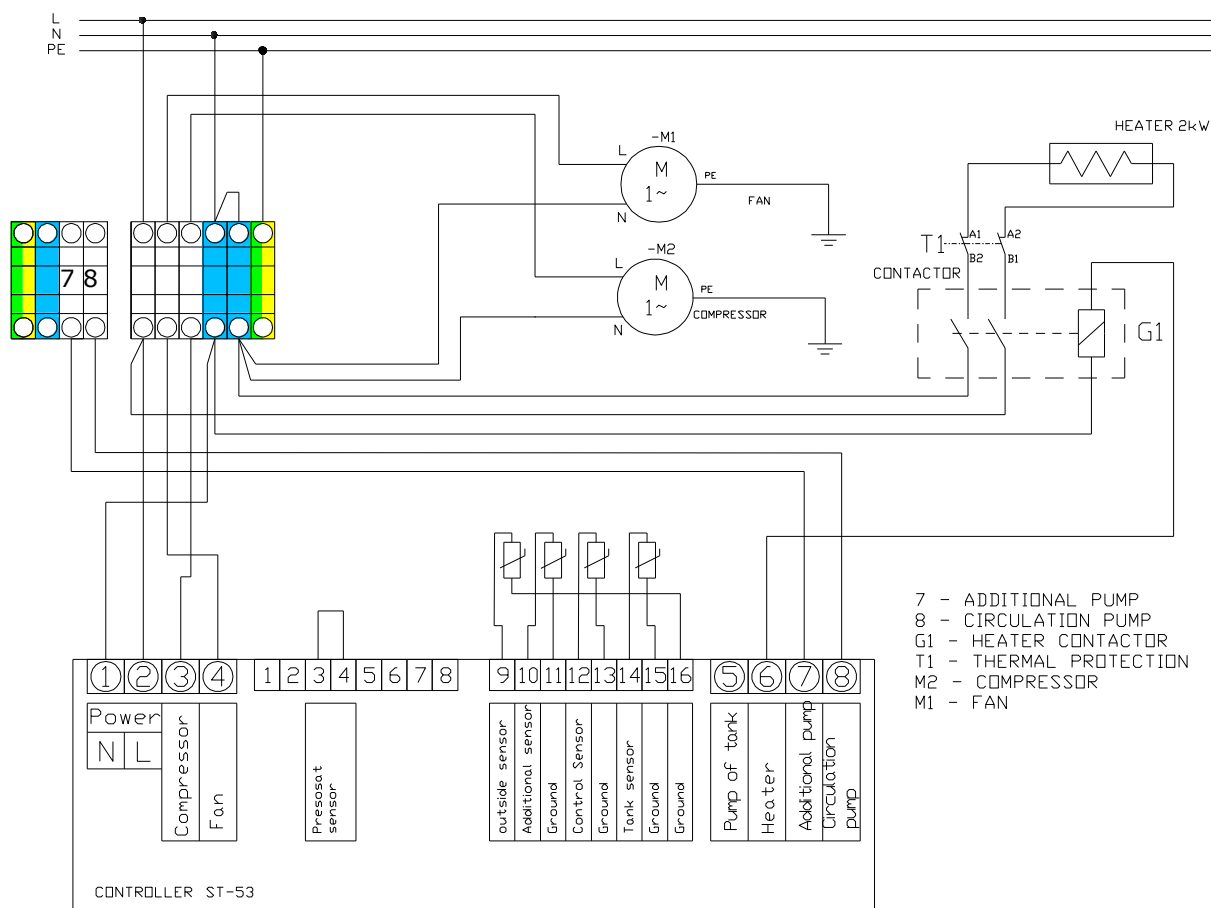 L
N
PE
HEATER 2kW
-M1
L
M
1~
PE
FAN
N
-M2
L
M
1~
PE
COMPRESSOR
N
T1
A1
A2
B2
B1
CONTACTOR
G1
7 8
7 - ADDITIONAL PUMP
8 - CIRCULATION PUMP
G1 - HEATER CONTACTOR
T1 - THERMAL PROTECTION
M2 - COMPRESSOR
M1 - FAN
1 2 3 4
1 2 3 4 5 6 7 8
9 10 11 12 13 14 15 16
5 6 7 8
Power
N L
Compressor
Fan
Presosat
sensor
outside sensor
Additional sensor
Ground
Control Sensor
Ground
Tank sensor
Ground
Ground
Pump of tank
Heater
Additional pump
Circulation
pump
CONTROLLER ST-53